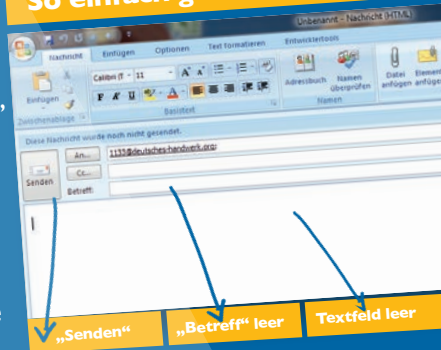 So einfach g
Unbenannt - Nachricht (HTML)
Nachricht Einfügen Optionen Text formatieren Entwicklertools
Einfügen
Zwischenablage
Calibri (T 11
F K U
Basistext
Adressbuch Namen überprüfen
Namen
Datei anfügen Element anfügen
Diese Nachricht wurde noch nicht gesendet.
Senden
An... 1133@deutsches-handwerk.org;
Cc...
Betreff:
„Senden“ „Betreff“ leer Textfeld leer